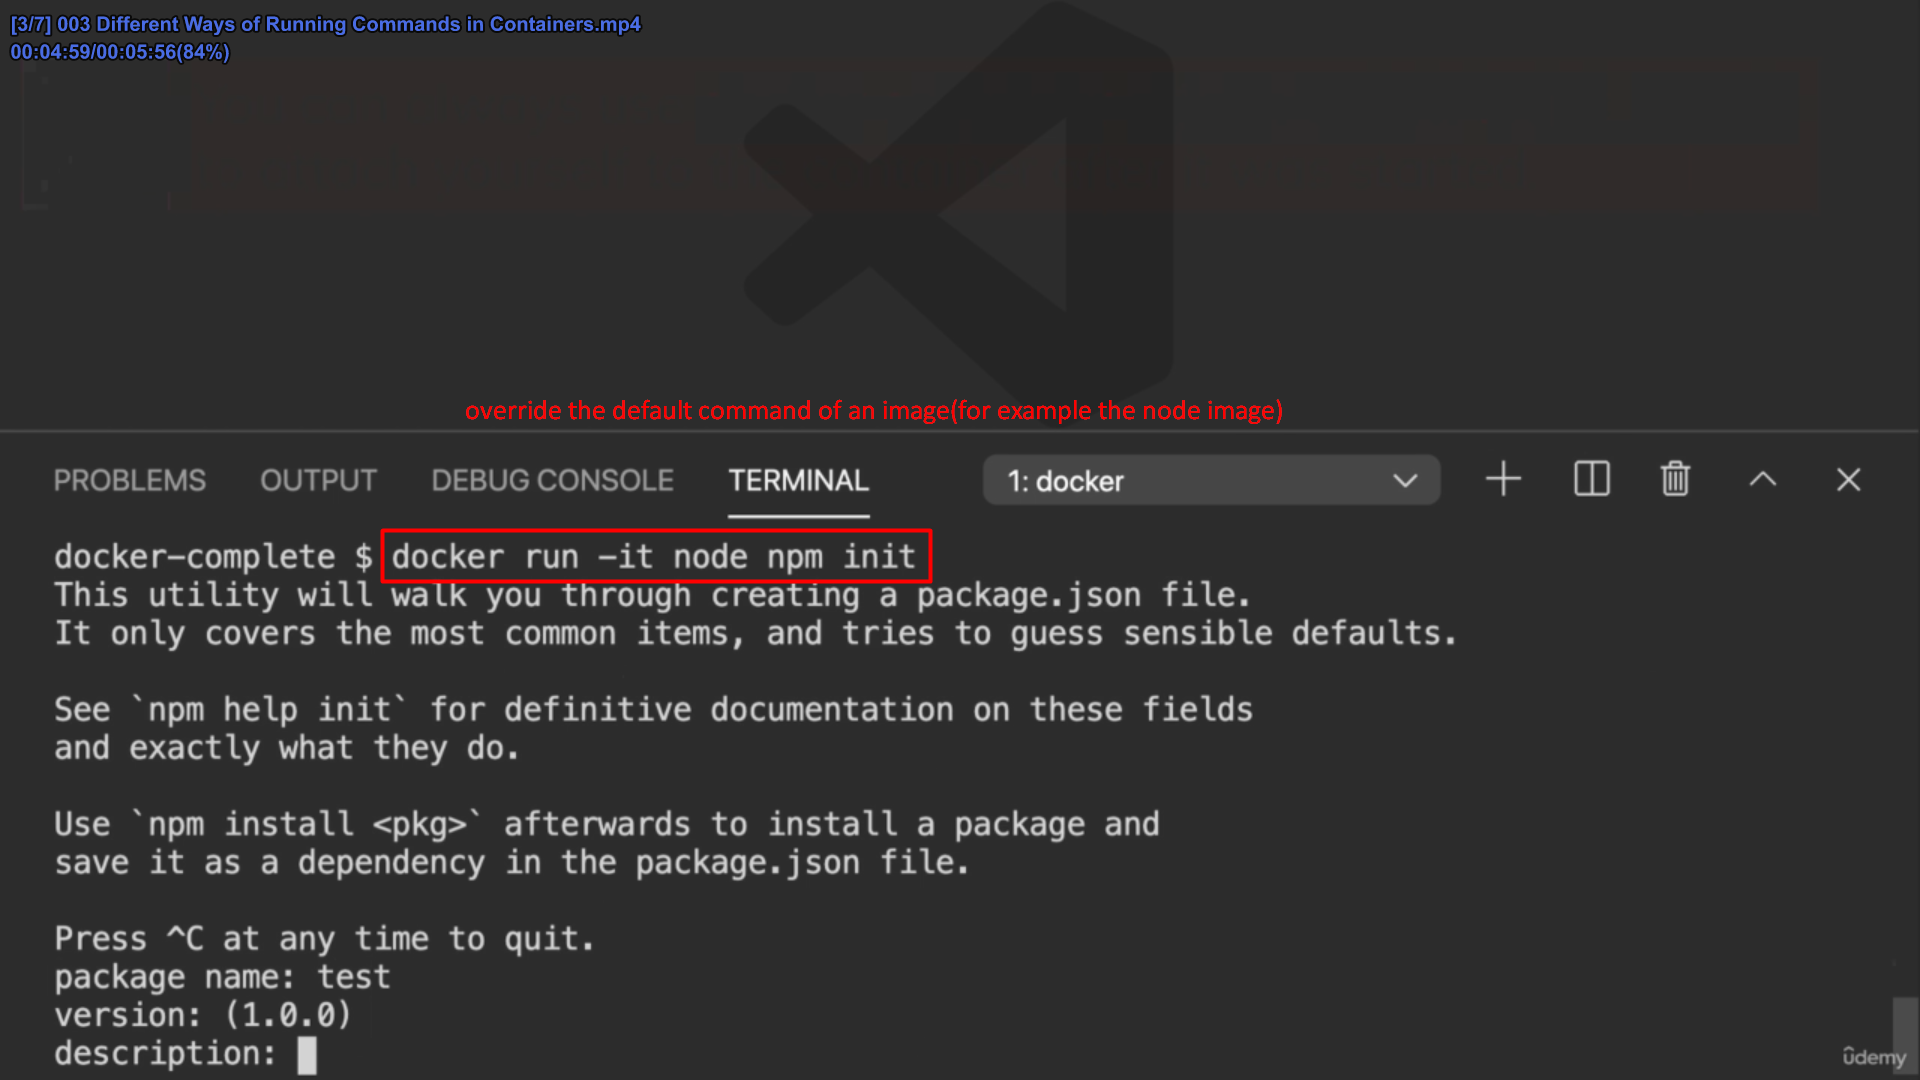 [3/7] 003 Different Ways of Running Commands in Containers.mp4
00:04:59/00:05:56(84%)
override the default command of an image(for example the node image)
PROBLEMS OUTPUT DEBUG CONSOLE TERMINAL 1: docker
docker-complete $ docker run -it node npm init
This utility will walk you through creating a package.json file.
It only covers the most common items, and tries to guess sensible defaults.
See `npm help init` for definitive documentation on these fields
and exactly what they do.
Use `npm install <pkg>` afterwards to install a package and
save it as a dependency in the package.json file.
Press ^C at any time to quit.
package name: test
version: (1.0.0)
description:
ûdemy